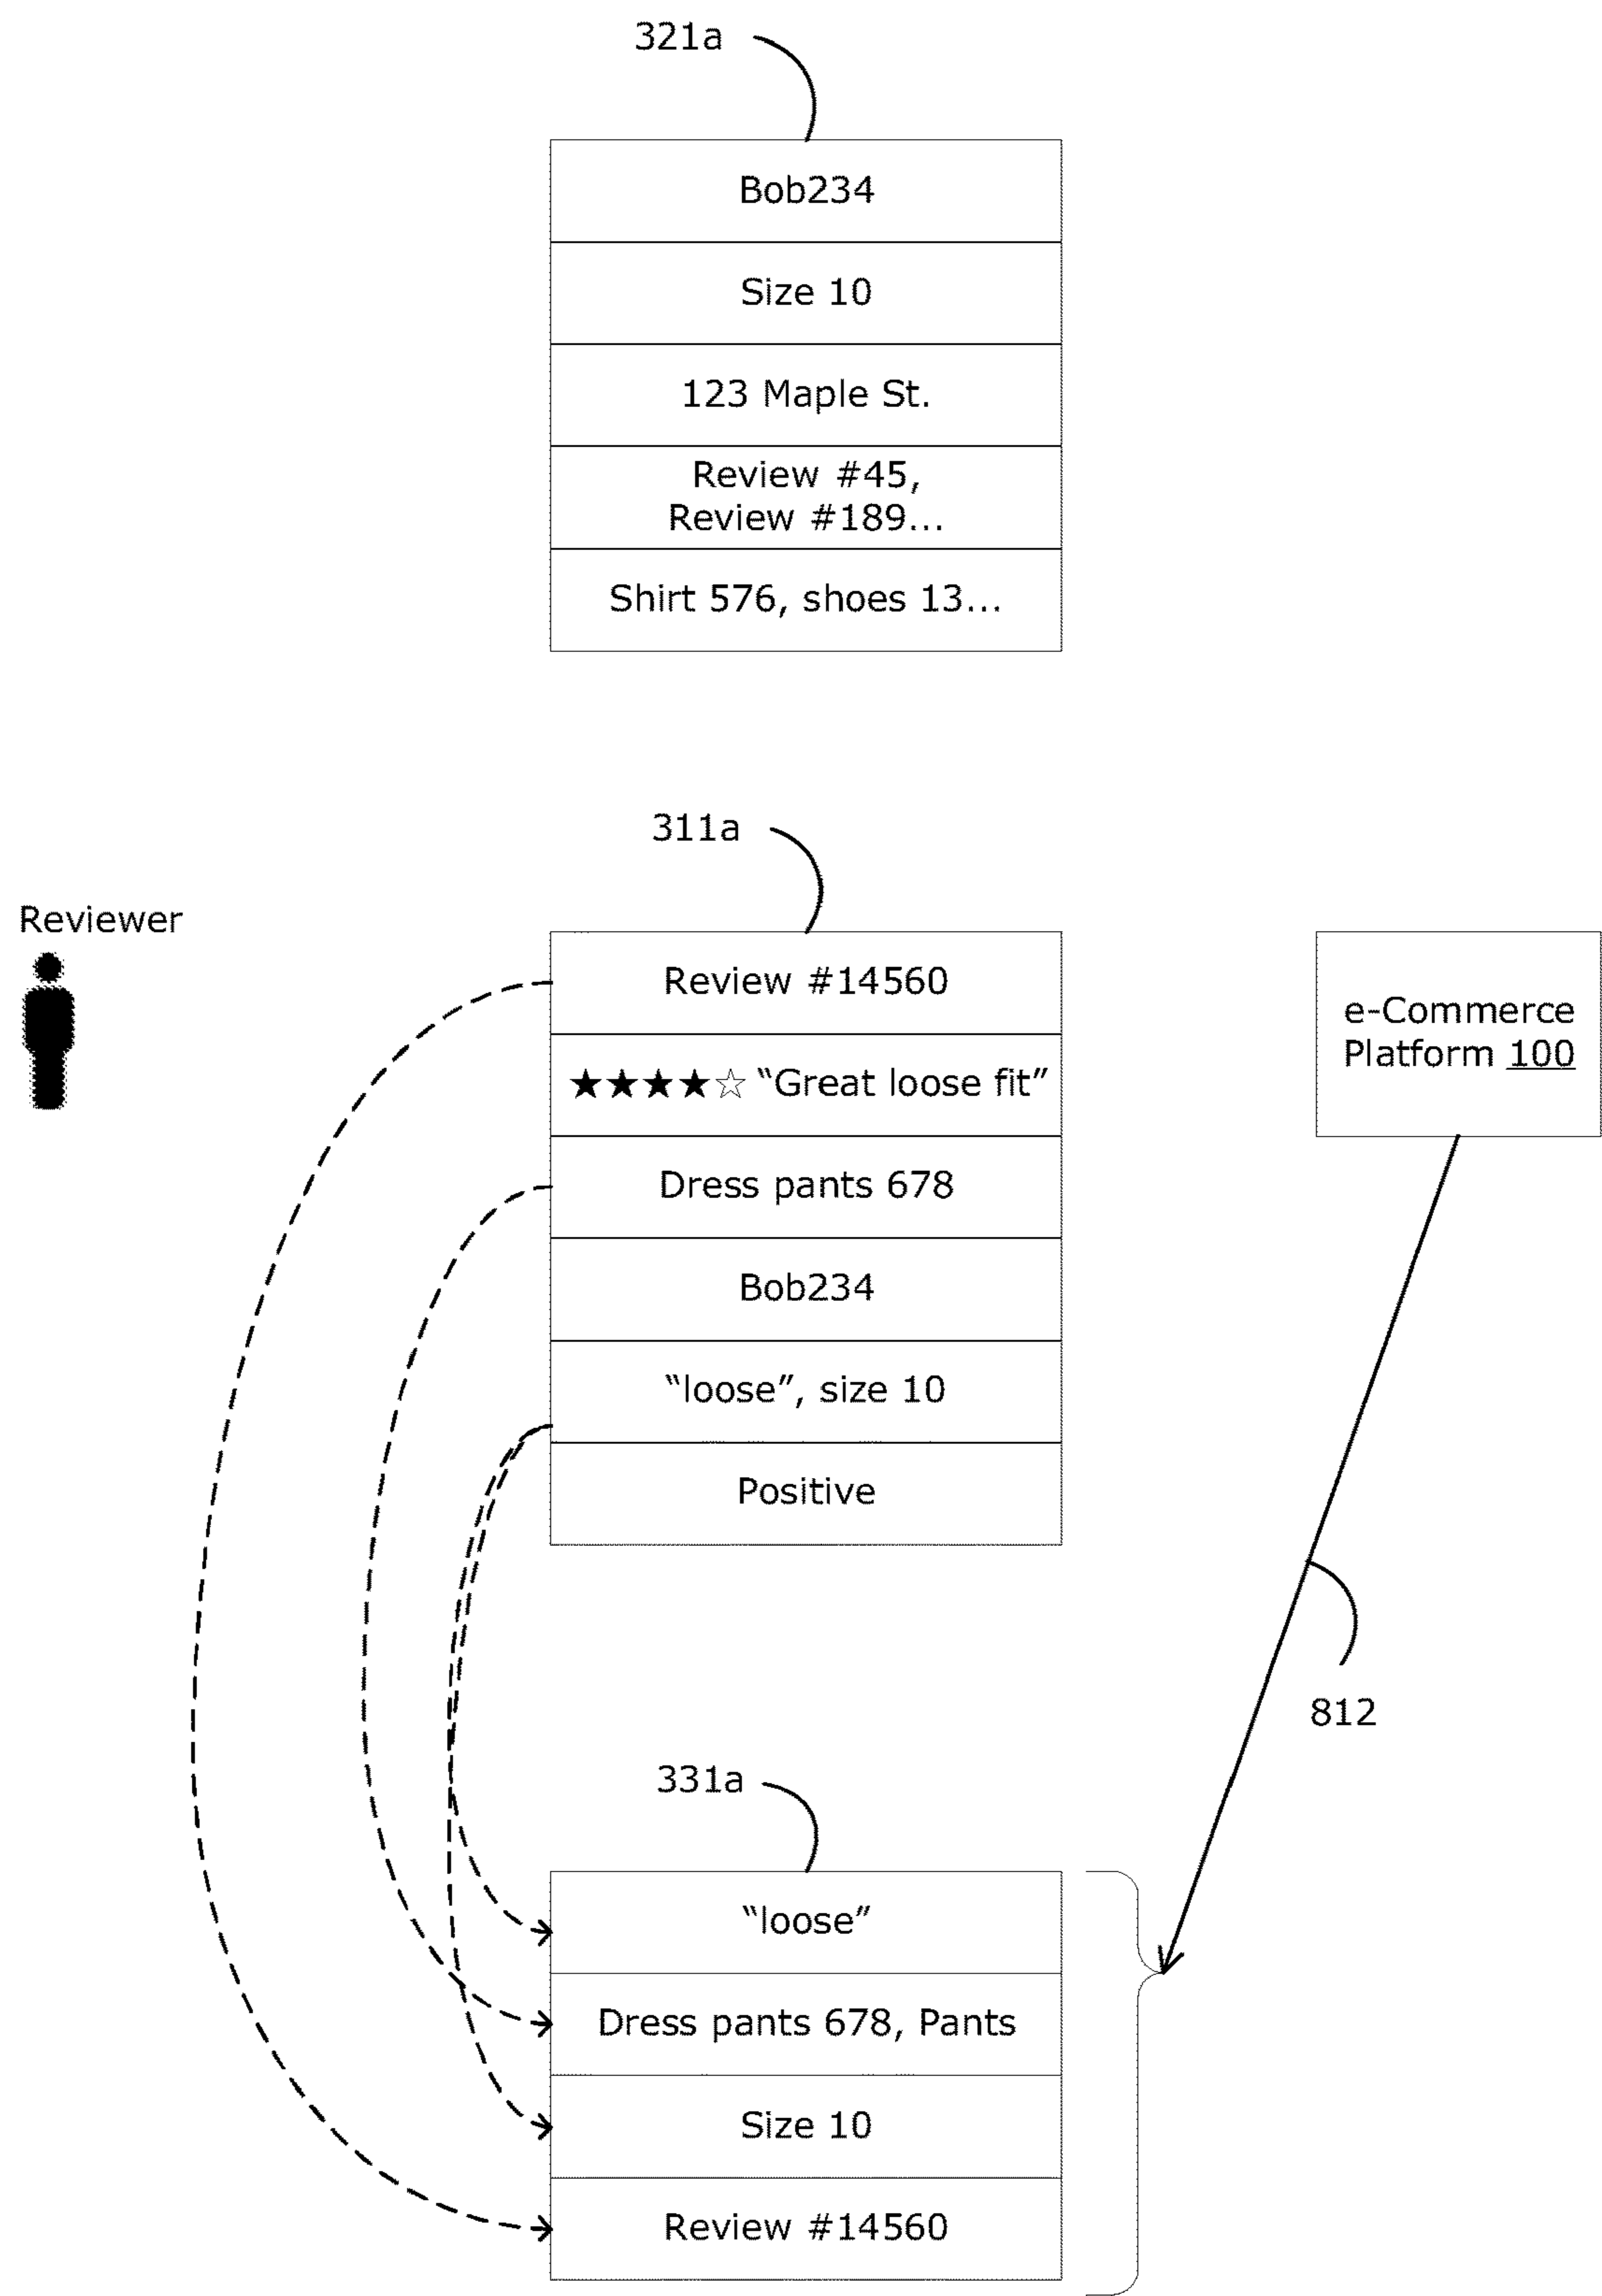 321a
Bob234
Size 10
123 Maple St.
Review #45,
Review #189...
Shirt 576, shoes 13...
311a
Reviewer
Review #14560
★★★★☆ “Great loose fit”
Dress pants 678
Bob234
“loose”, size 10
Positive
e-Commerce
Platform 100
812
331a
“loose”
Dress pants 678, Pants
Size 10
Review #14560